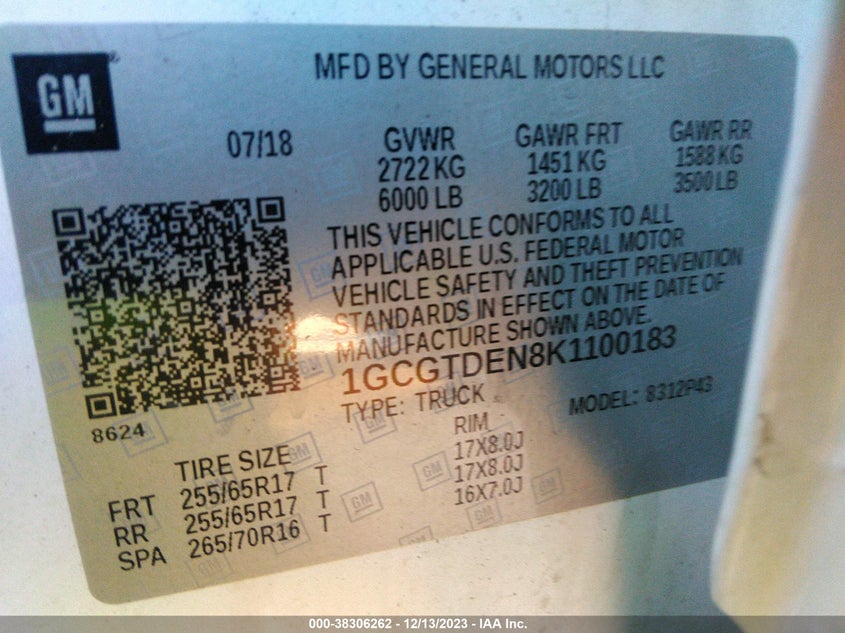 GM
MFD BY GENERAL MOTORS LLC
07/18 GVWR GAWR FRT GAWR RR
2722 KG 1451 KG 1588 KG
6000 LB 3200 LB 3500 LB
THIS VEHICLE CONFORMS TO ALL
APPLICABLE U.S. FEDERAL MOTOR
VEHICLE SAFETY AND THEFT PREVENTION
STANDARDS IN EFFECT ON THE DATE OF
MANUFACTURE SHOWN ABOVE.
1GCGTDEN8K1100183
TYPE: TRUCK MODEL: 8312P43
8624
TIRE SIZE RIM
FRT 255/65R17 T 17X8.0J
RR 255/65R17 T 17X8.0J
SPA 265/70R16 T 16X7.0J
000-38306262 - 12/13/2023 - IAA Inc.